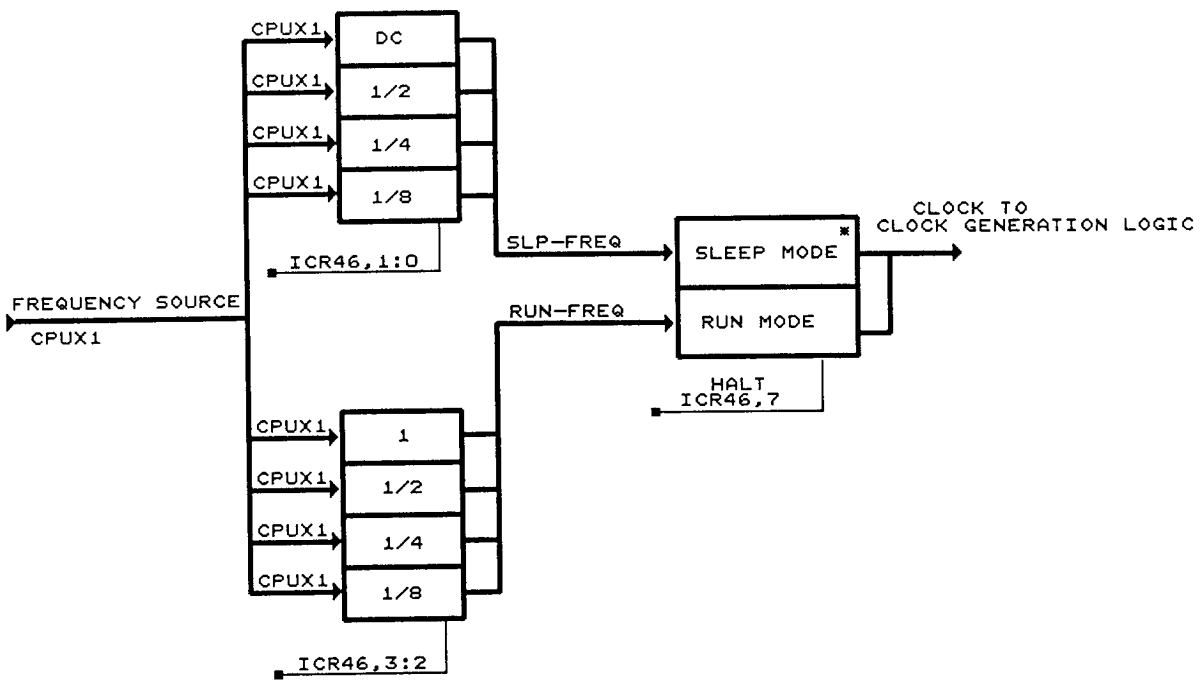 CPUX1
DC
CPUX1
1/2
CPUX1
1/4
CPUX1
1/8
ICR46,1:0
FREQUENCY SOURCE
CPUX1
SLP-FREQ
RUN-FREQ
*
SLEEP MODE
RUN MODE
HALT
ICR46,7
CLOCK TO
CLOCK GENERATION LOGIC
CPUX1
1
CPUX1
1/2
CPUX1
1/4
CPUX1
1/8
ICR46,3:2